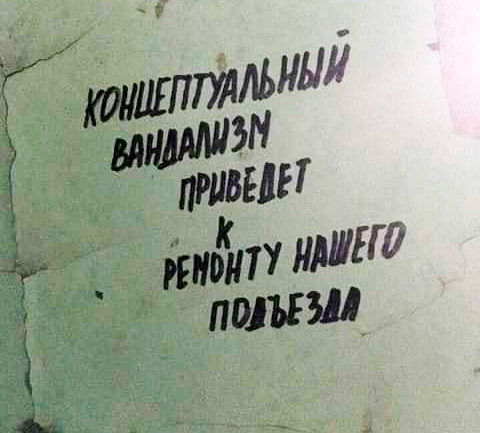 КОНЦЕПТУАЛЬНЫЙ
ВАНДАЛИЗМ
ПРИВЕДЕТ
К
РЕМОНТУ НАШЕГО
ПОДЪЕЗДА